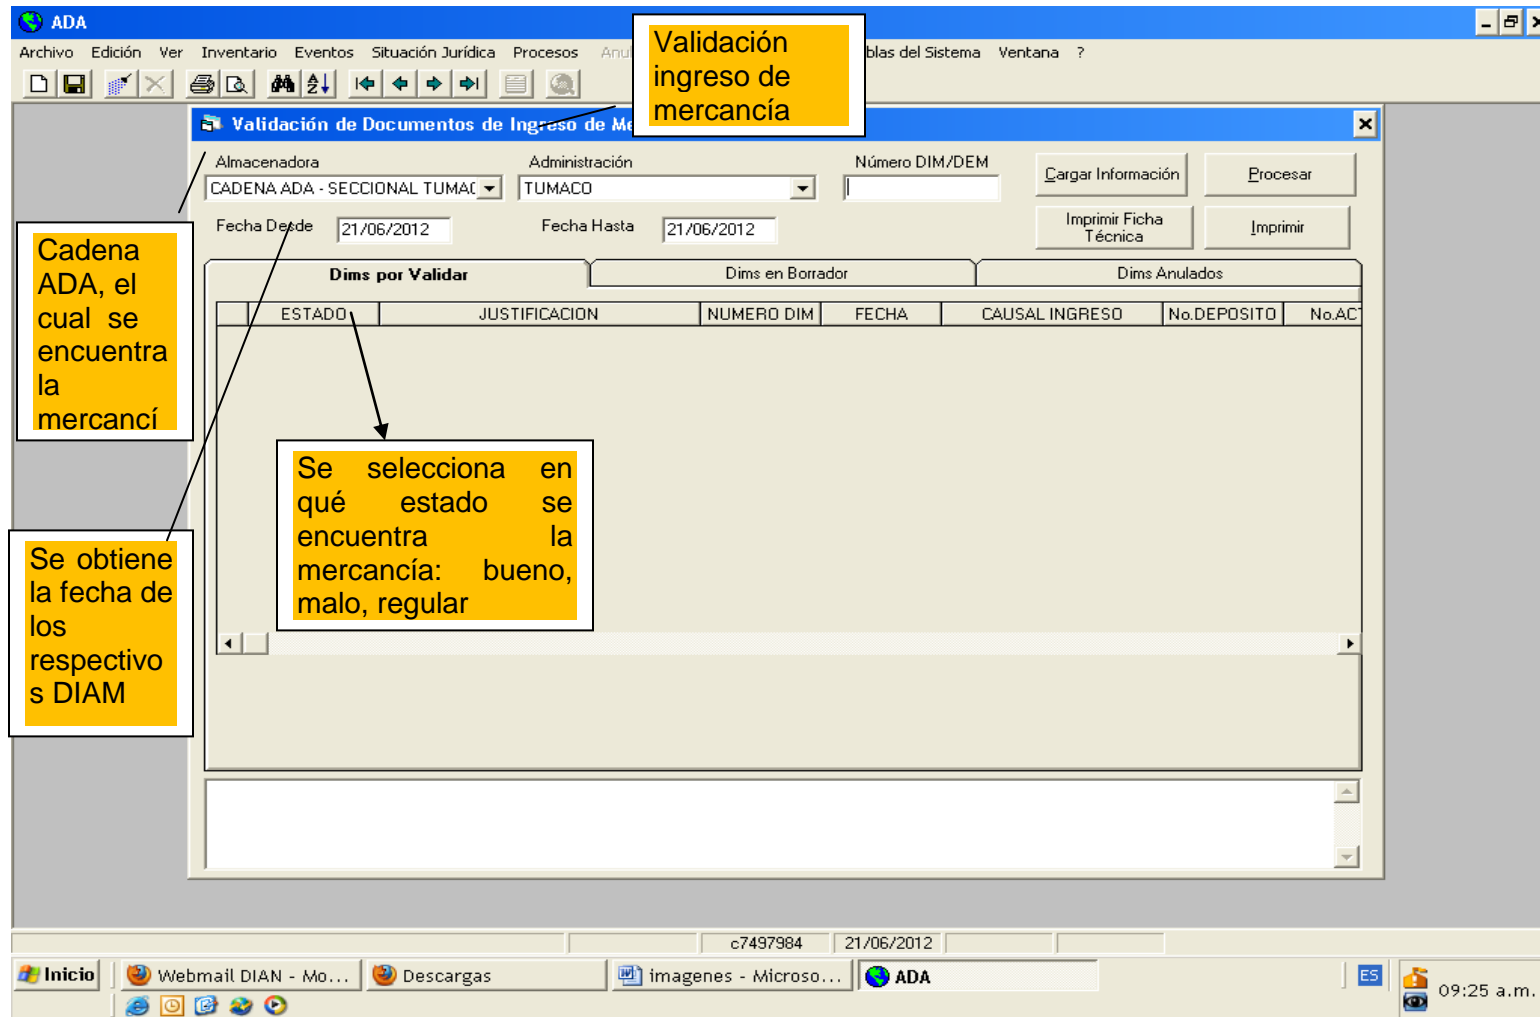 ADA
Archivo Edición Ver Inventario Eventos Situación Jurídica Procesos Sistema Ventana ?
Validación
ingreso de
mercancía
Validación de Documentos de Ingreso de
Almacenadora Administración Número DIM/DEM
CADENA ADA - SECCIONAL TUMAC TUMACO
Cargar Información Procesar
Fecha Desde 21/06/2012 Fecha Hasta 21/06/2012
Imprimir Ficha
Técnica
Imprimir
Dims por Validar Dims en Borrador Dims Anulados
ESTADO JUSTIFICACION NUMERO DIM FECHA CAUSAL INGRESO No.DEPOSITO No.ACT
Cadena
ADA, el
cual se
encuentra
la
mercancí
Se selecciona en
qué estado se
encuentra la
mercancía: bueno,
malo, regular
Se obtiene
la fecha de
los
respectivo
s DIAM
c7497984 21/06/2012
Inicio Webmail DIAN - Mo... Descargas imagenes - Microso... ADA ES 09:25 a.m.